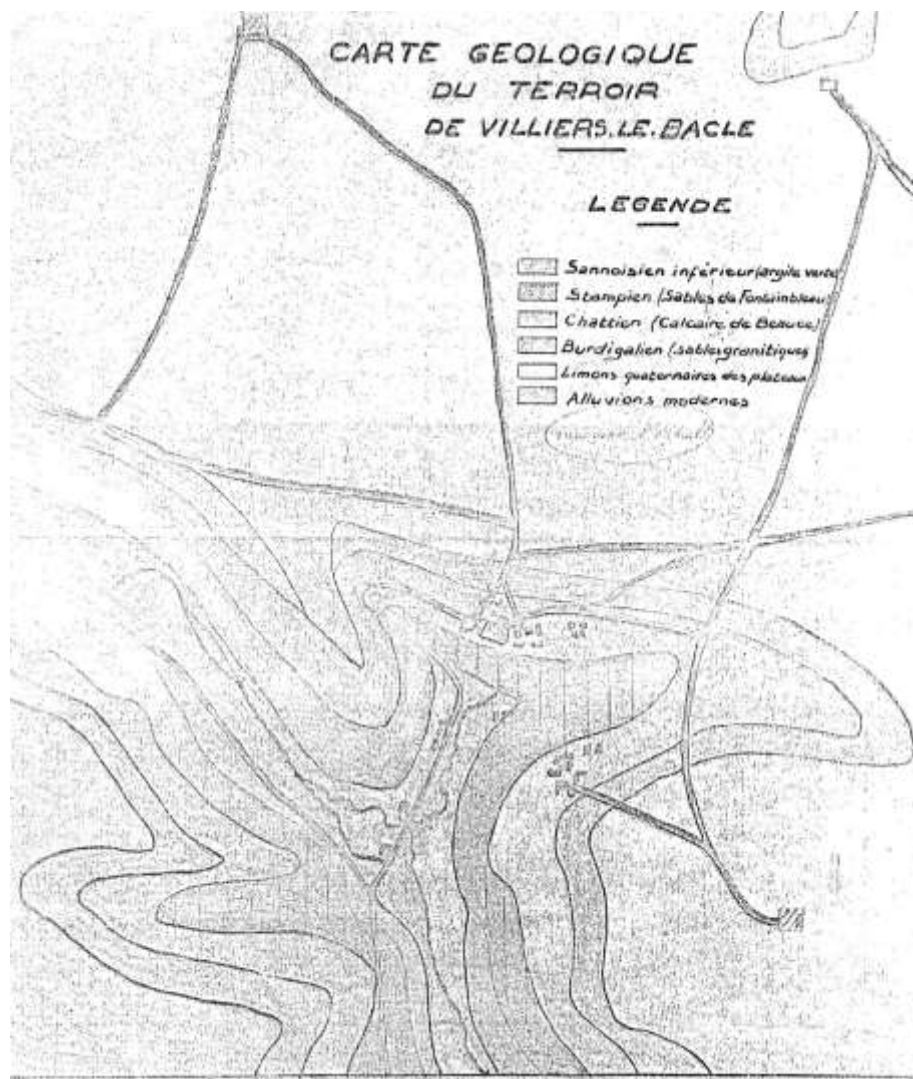 CARTE GEOLOGIQUE
DU TERROIR
DE VILLIERS.LE.BACLE
LEGENDE
Sannoisien inférieur (argile verte
Stampien (Sables de Fontainbleau)
Chattien (Calcaire de Beauce)
Burdigalien (sables granitiques
Limons quaternaires des plateaux
Alluvions modernes